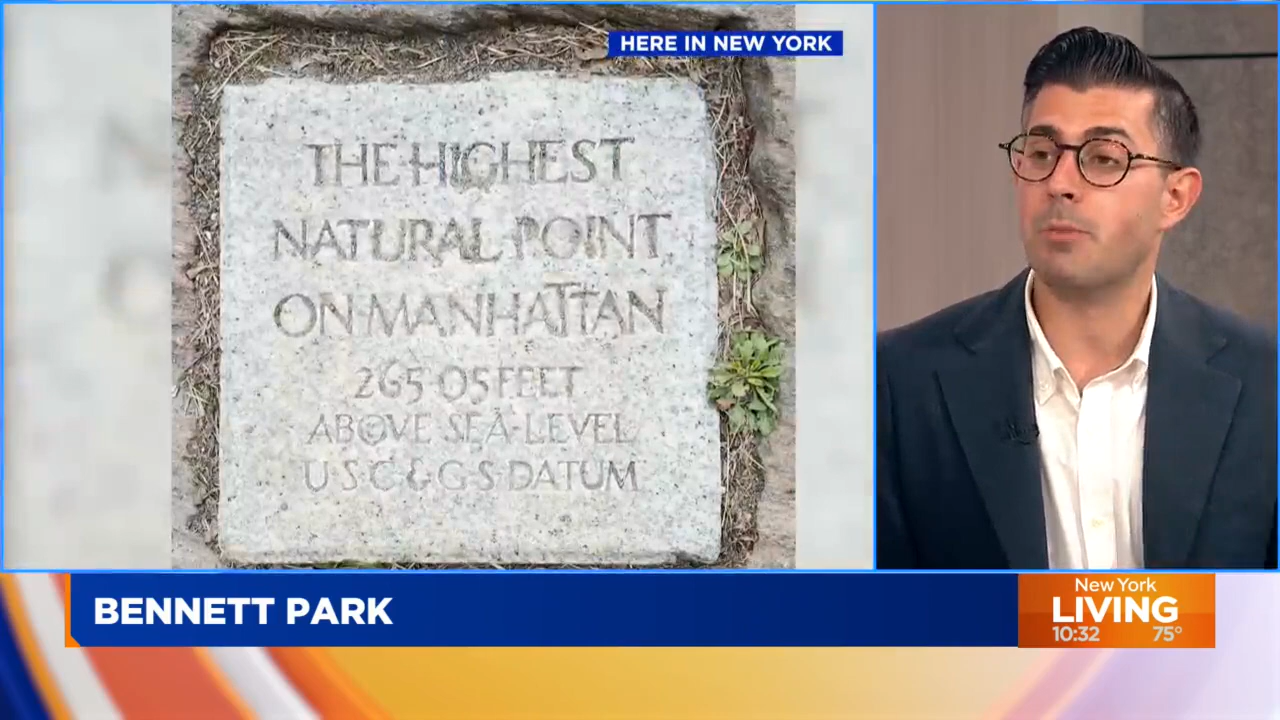 HERE IN NEW YORK
THE HIGHEST
NATURAL POINT
ON MANHATTAN
265 05 FEET
ABOVE SEA-LEVEL
U S C & G S DATUM
BENNETT PARK
New York
LIVING
10:32 75°